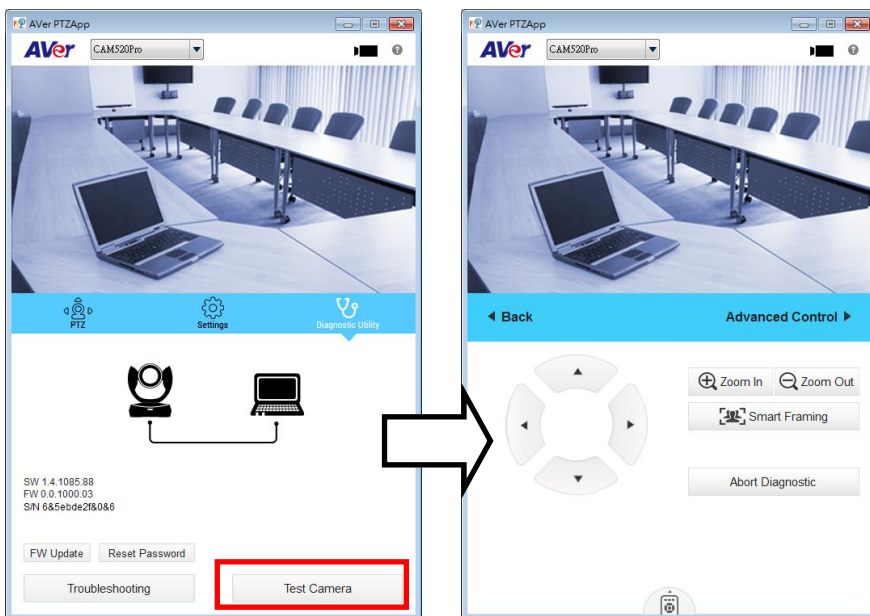 AVer PTZApp
AVer
CAM520Pro
PTZ
Settings
Diagnostic Utility
SW 1.4.1085.88
FW 0.0.1000.03
S/N 6&5ebde2f&0&6
FW Update
Reset Password
Troubleshooting
Test Camera
AVer PTZApp
AVer
CAM520Pro
Back
Advanced Control
Zoom In
Zoom Out
Smart Framing
Abort Diagnostic